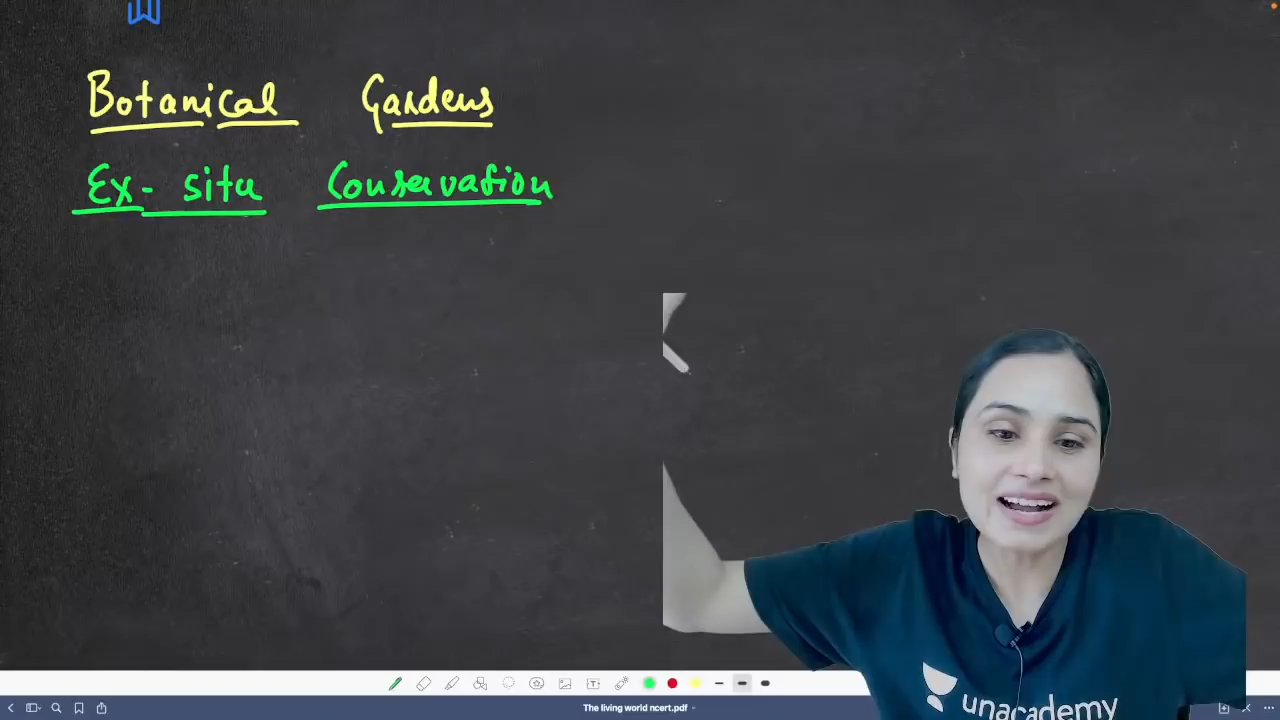 Botanical Gardens
Ex-situ Conservation
unacademy
The living world ncert.pdf